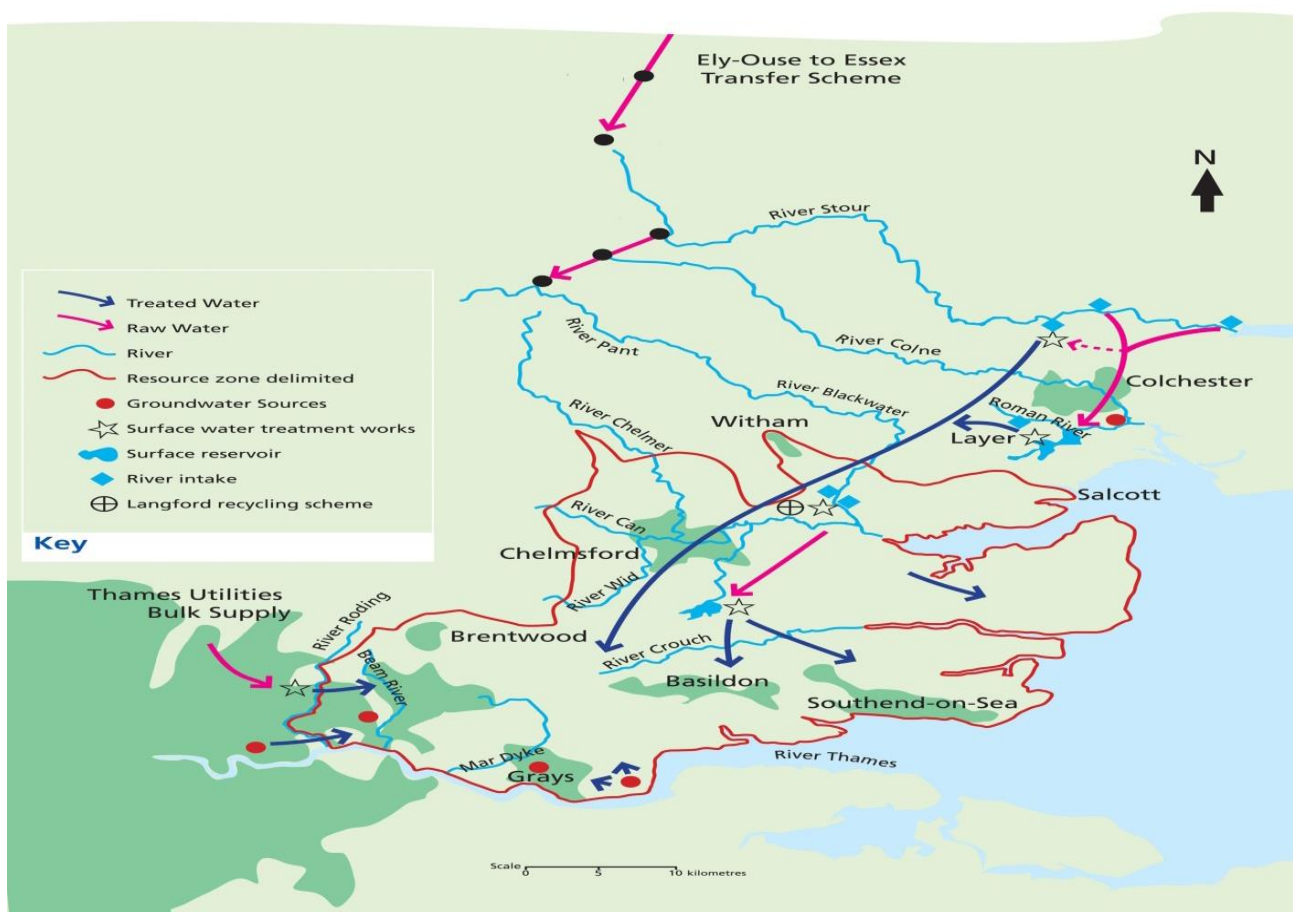 Ely-Ouse to Essex
Transfer Scheme
N
River Stour
Treated Water
Raw Water
River
Resource zone delimited
Groundwater Sources
Surface water treatment works
Surface reservoir
River intake
Langford recycling scheme
Key
River Pant
River Colne
Colchester
River Blackwater
Roman River
River Chelmer
Witham
Layer
Salcott
River Can
Chelmsford
River Wid
Thames Utilities
Bulk Supply
River Roding
Brentwood
River Crouch
Beam River
Basildon
Southend-on-Sea
Mar Dyke
Grays
River Thames
Scale
0 5 10 kilometres